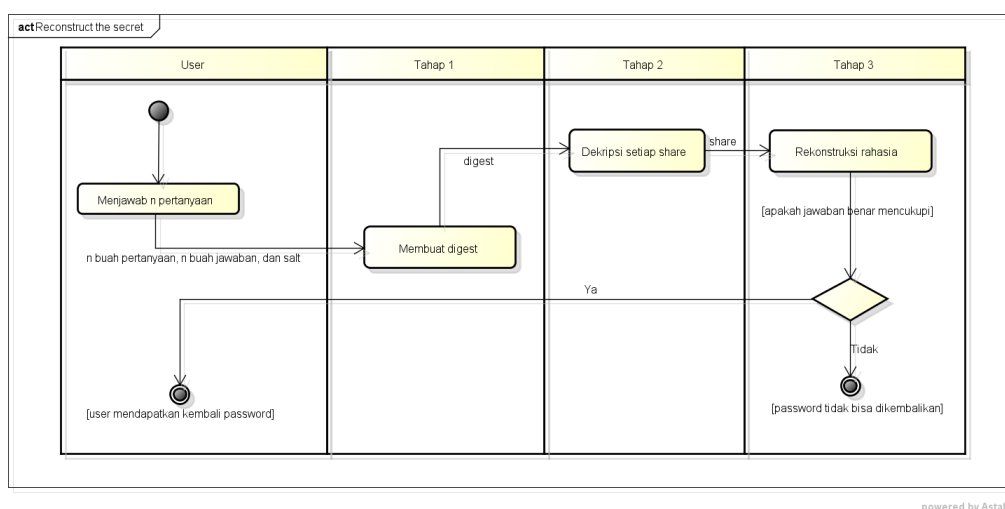 act Reconstruct the secret
User
Tahap 1
Tahap 2
Tahap 3
Menjawab n pertanyaan
n buah pertanyaan, n buah jawaban, dan salt
Membuat digest
digest
Dekripsi setiap share
share
Rekonstruksi rahasia
[apakah jawaban benar mencukupi]
Ya
Tidak
[user mendapatkan kembali password]
[password tidak bisa dikembalikan]
powered by Asta